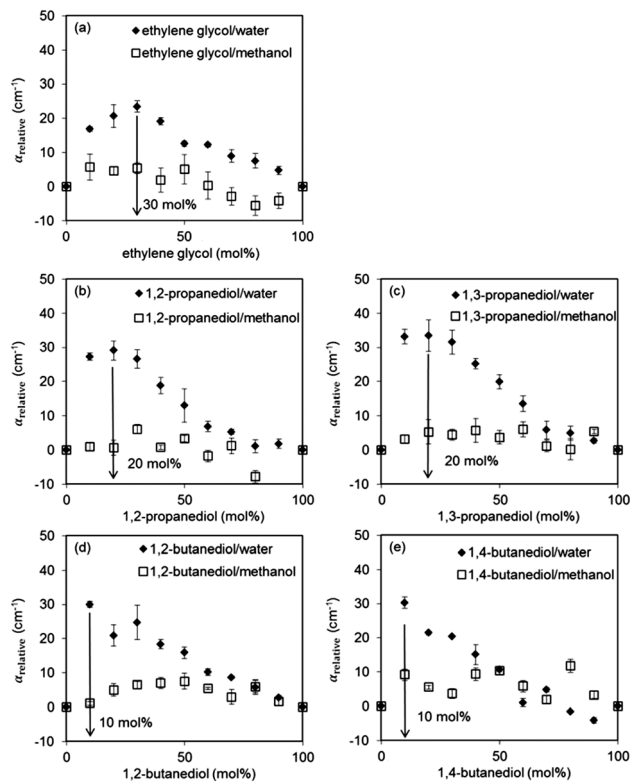 (a)
ethylene glycol/water
ethylene glycol/methanol
50
40
30
20
10
0
-10
α relative (cm⁻¹)
30 mol%
0 50 100
ethylene glycol (mol%)
(b)
1,2-propanediol/water
1,2-propanediol/methanol
50
40
30
20
10
0
-10
α relative (cm⁻¹)
20 mol%
0 50 100
1,2-propanediol (mol%)
(c)
1,3-propanediol/water
1,3-propanediol/methanol
50
40
30
20
10
0
-10
α relative (cm⁻¹)
20 mol%
0 50 100
1,3-propanediol (mol%)
(d)
1,2-butanediol/water
1,2-butanediol/methanol
50
40
30
20
10
0
-10
α relative (cm⁻¹)
10 mol%
0 50 100
1,2-butanediol (mol%)
(e)
1,4-butanediol/water
1,4-butanediol/methanol
50
40
30
20
10
0
-10
α relative (cm⁻¹)
10 mol%
0 50 100
1,4-butanediol (mol%)